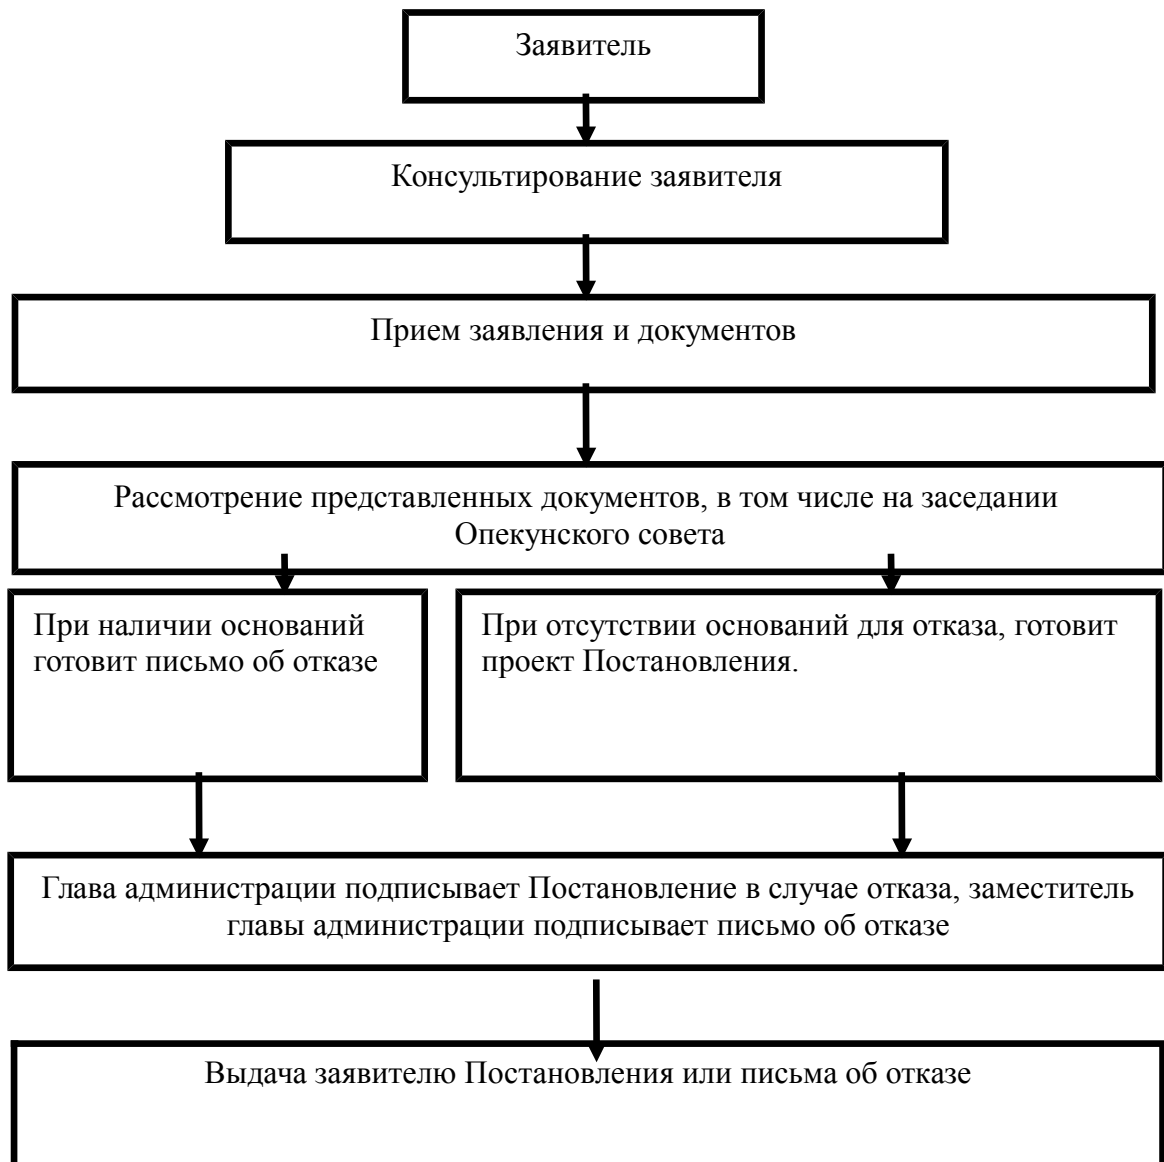 Заявитель
Консультирование заявителя
Прием заявления и документов
Рассмотрение представленных документов, в том числе на заседании
Опекунского совета
При наличии оснований
готовит письмо об отказе
При отсутствии оснований для отказа, готовит
проект Постановления.
Глава администрации подписывает Постановление в случае отказа, заместитель
главы администрации подписывает письмо об отказе
Выдача заявителю Постановления или письма об отказе